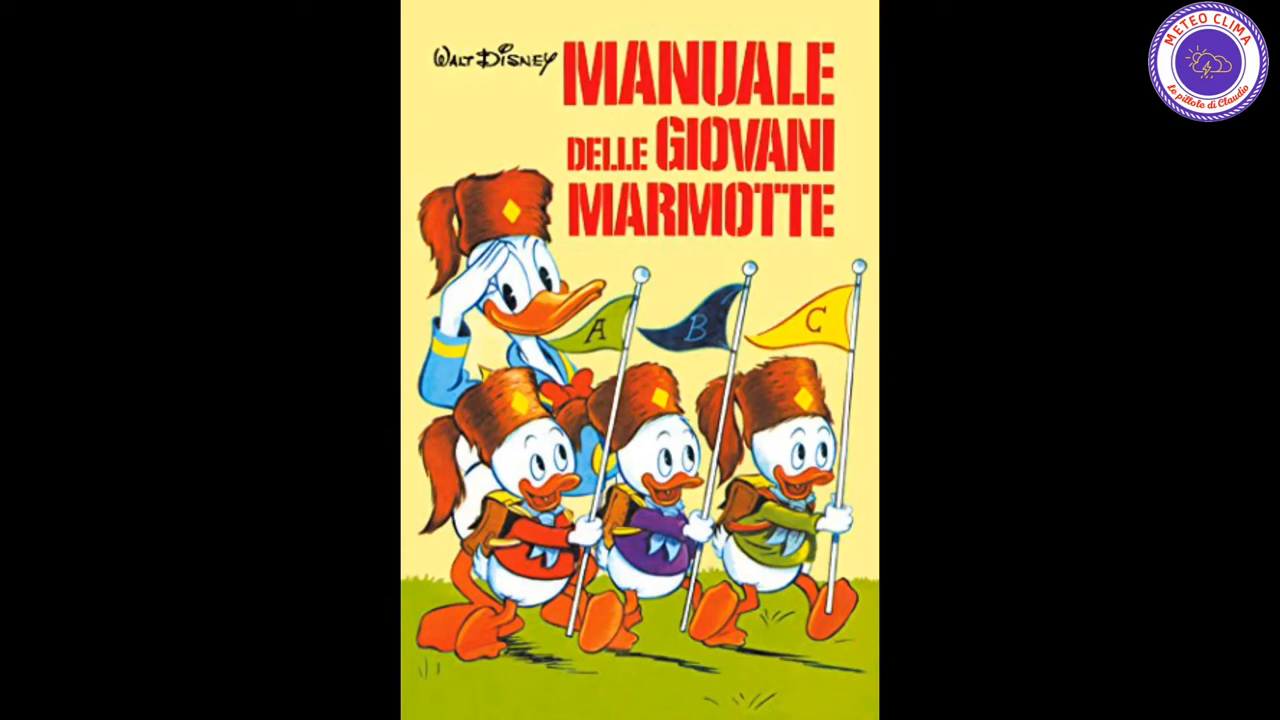 WALT DISNEY
MANUALE
DELLE GIOVANI
MARMOTTE
A B C
METEO CLIMA
Le pillole di Claudio